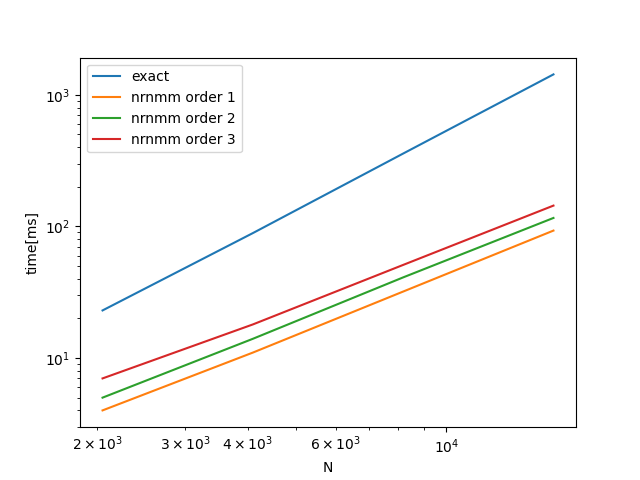 exact
nrnmm order 1
nrnmm order 2
nrnmm order 3
10³
10²
10¹
time[ms]
2 × 10³
3 × 10³
4 × 10³
6 × 10³
10⁴
N